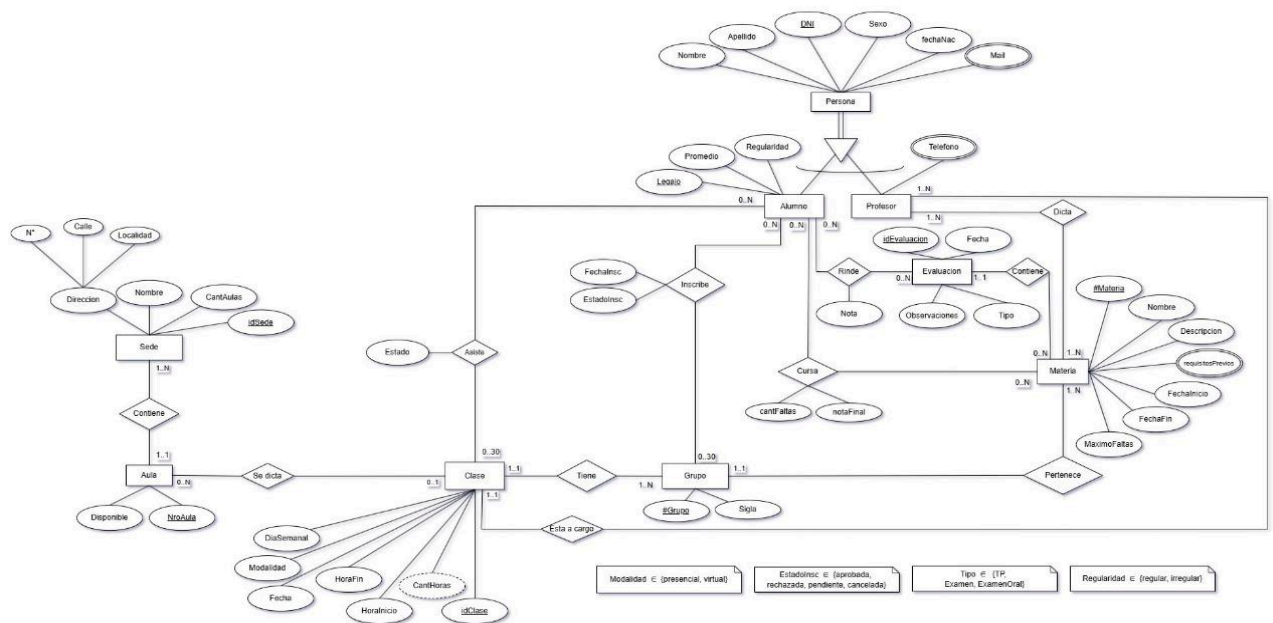 DNI
Sexo
Apellido
fechaNac
Nombre
Mail
Persona
Telefono
Regularidad
Promedio
Legajo
1..N
0..N
Alumno
Profesor
0..N
0..N
0..N
1..N
Dicta
N°
Calle
Localidad
idEvaluacion
Fecha
FechaInsc
Rinde
Evaluacion
Contiene
0..N
1..1
Inscribe
EstadoInsc
#Materia
Nombre
CantAulas
Direccion
Nota
Observaciones
Tipo
Nombre
idSede
Descripcion
Sede
Estado
Asiste
requisitosPrevios
1..N
0..N
1..N
Cursa
Materia
0..N
1..N
FechaInicio
cantFaltas
notaFinal
FechaFin
Contiene
MaximoFaltas
1..1
0..30
0..30
Aula
Se dicta
Clase
1..1
Tiene
Grupo
1..1
Pertenece
0..N
0..1
1..1
1..N
Disponible
NroAula
#Grupo
Sigla
DiaSemanal
Esta a cargo
Modalidad
HoraFin
CantHoras
Fecha
HoraInicio
idClase
Modalidad ∈ {presencial, virtual}
EstadoInsc ∈ {aprobada,
rechazada, pendiente, cancelada}
Tipo ∈ {TP,
Examen, ExamenOral}
Regularidad ∈ {regular, irregular}